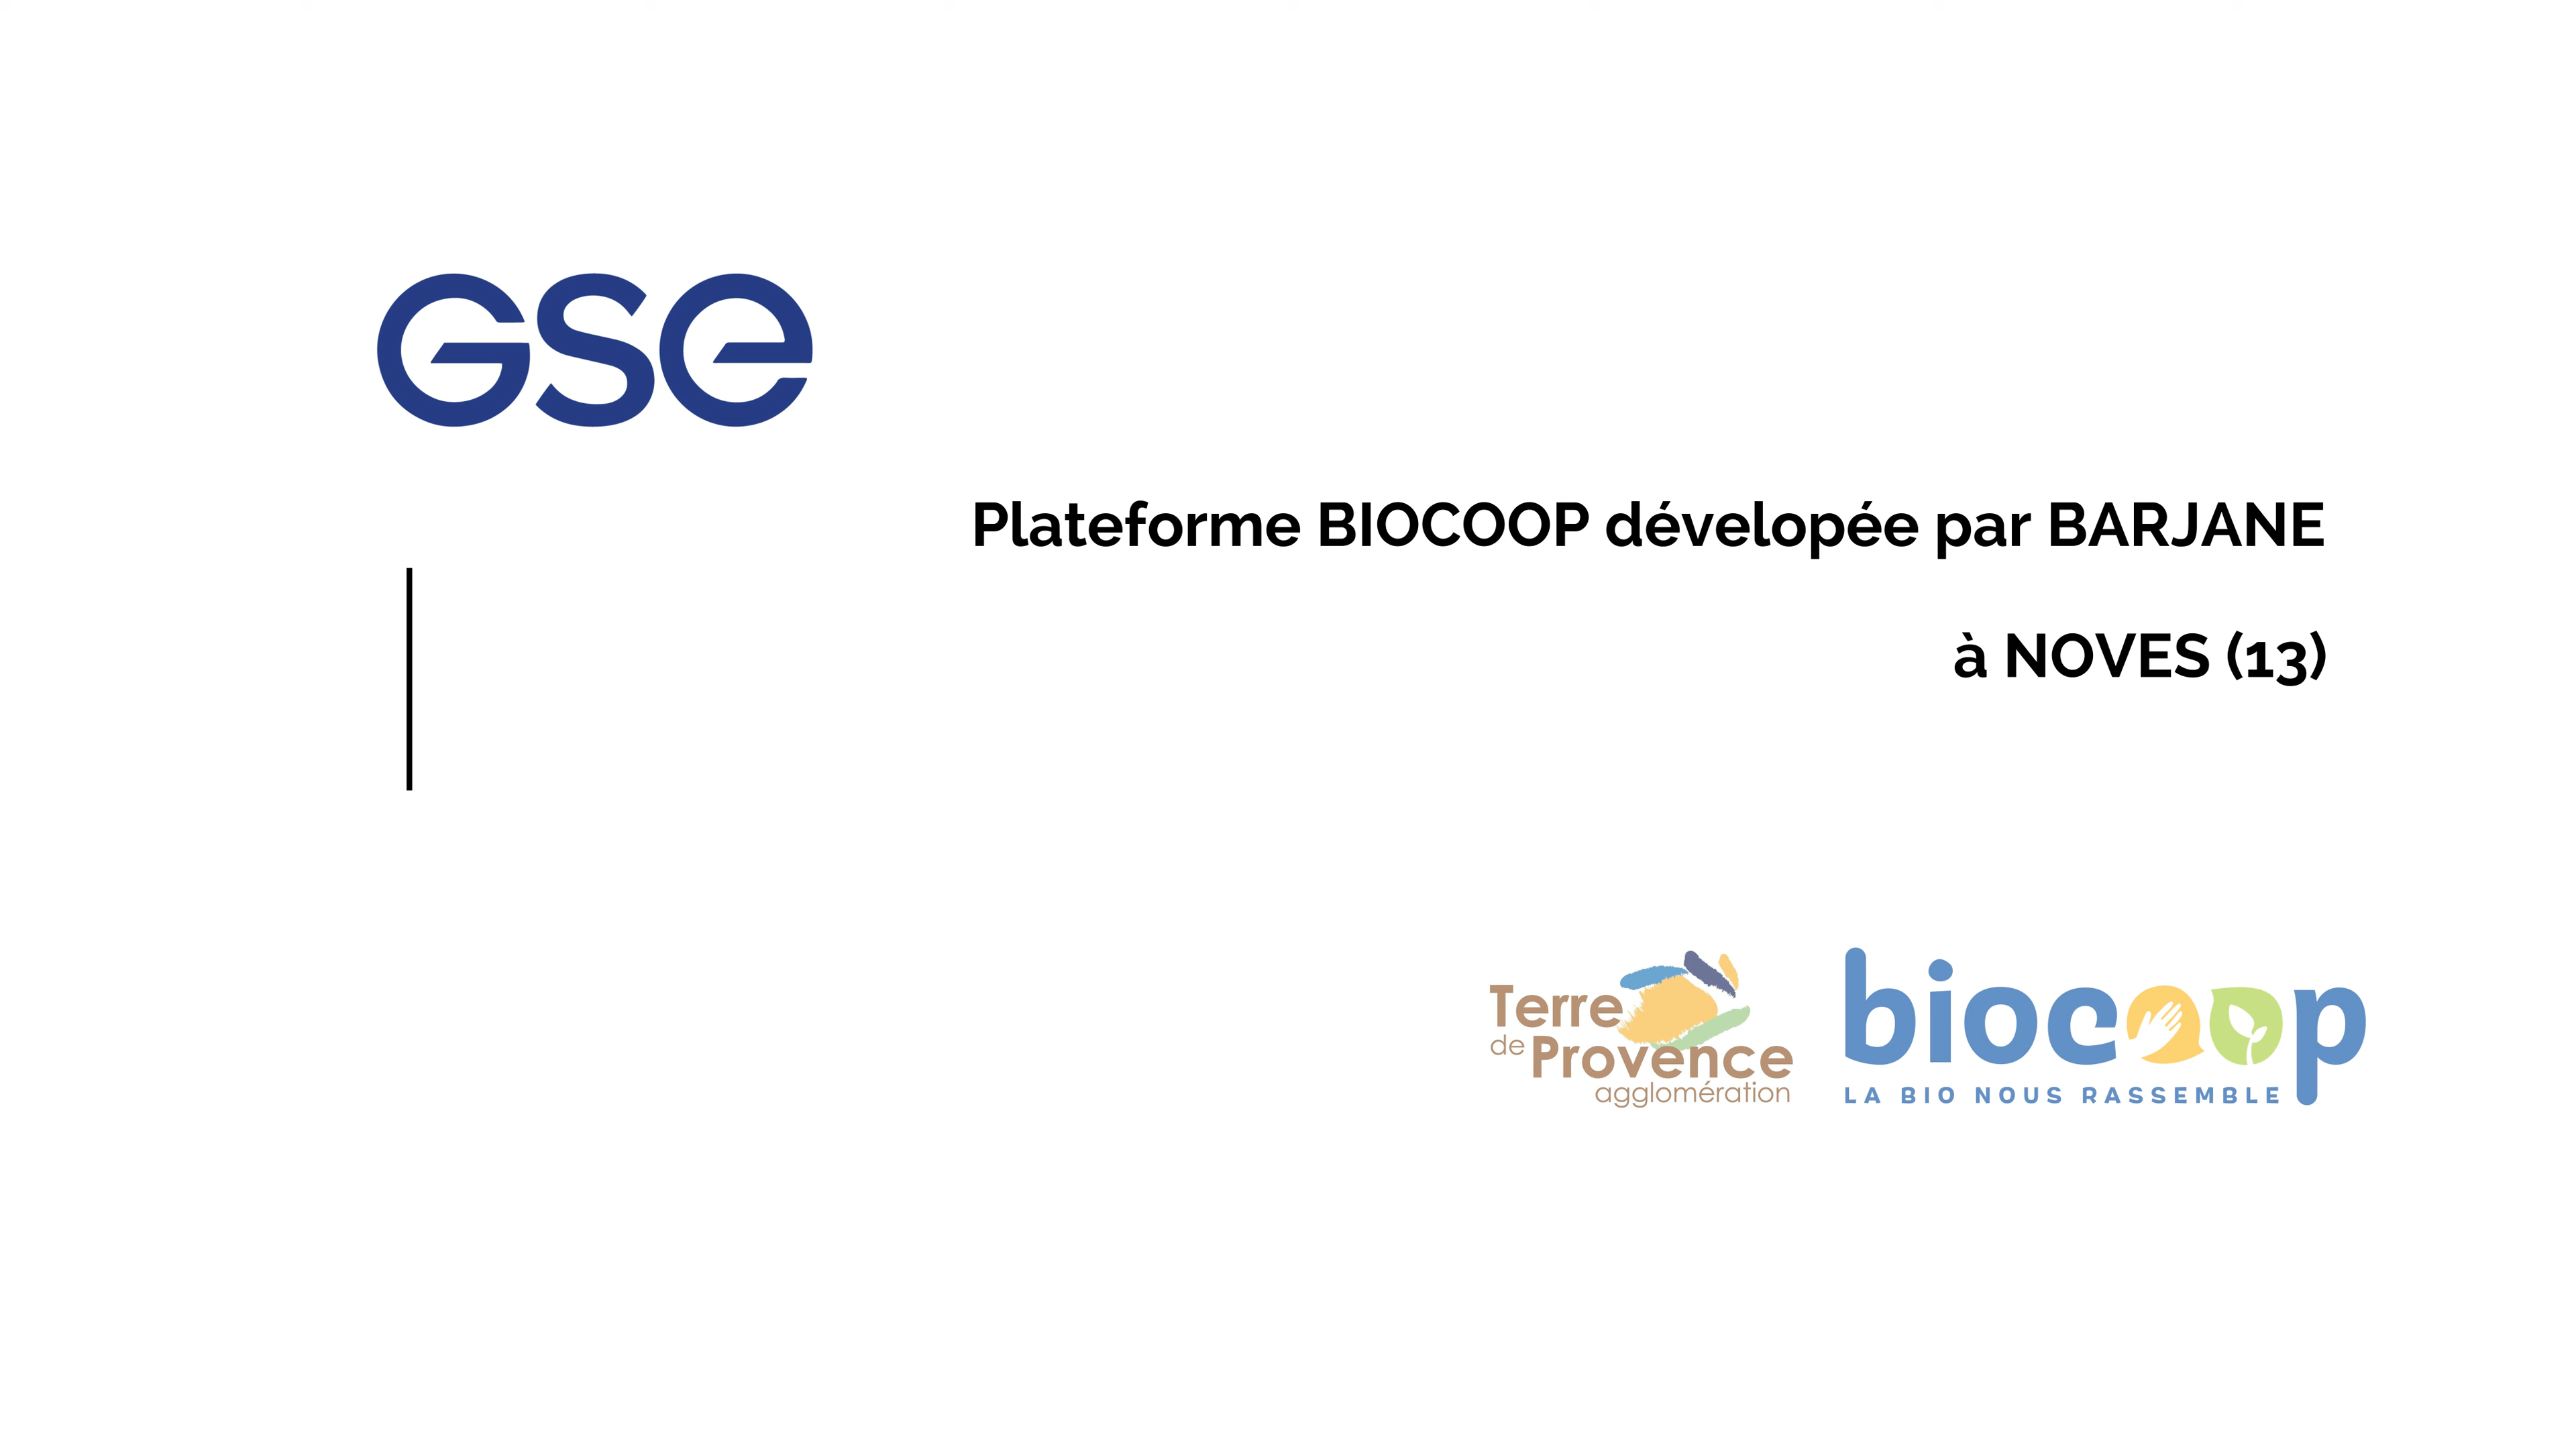 GSE
Plateforme BIOCOOP dévelopée par BARJANE
à NOVES (13)
Terre
de Provence
agglomération
biocoop
LA BIO NOUS RASSEMBLE